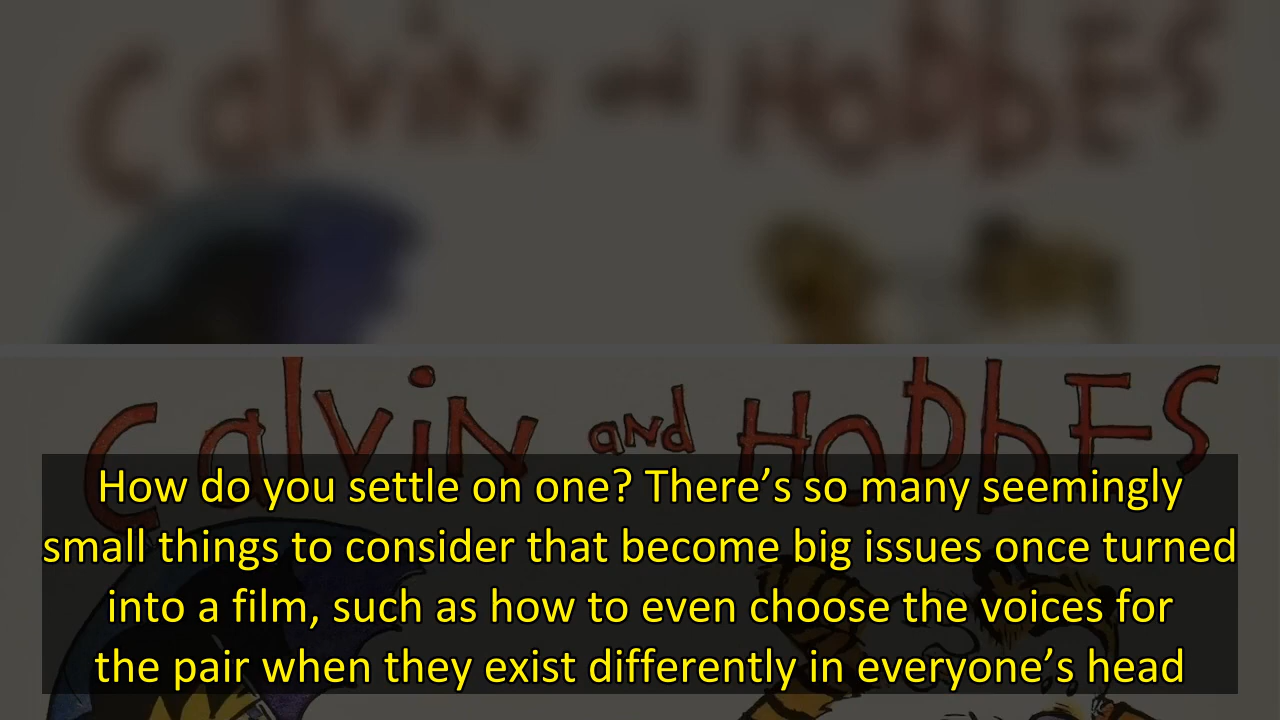 Calvin and HobbEs
Calvin and HobbEs
How do you settle on one? There’s so many seemingly
small things to consider that become big issues once turned
into a film, such as how to even choose the voices for
the pair when they exist differently in everyone’s head